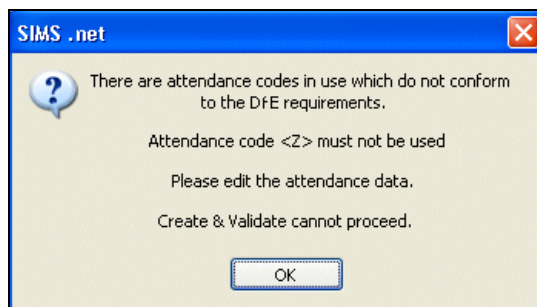 SIMS .net
There are attendance codes in use which do not conform
to the DfE requirements.
Attendance code <Z> must not be used
Please edit the attendance data.
Create & Validate cannot proceed.
OK